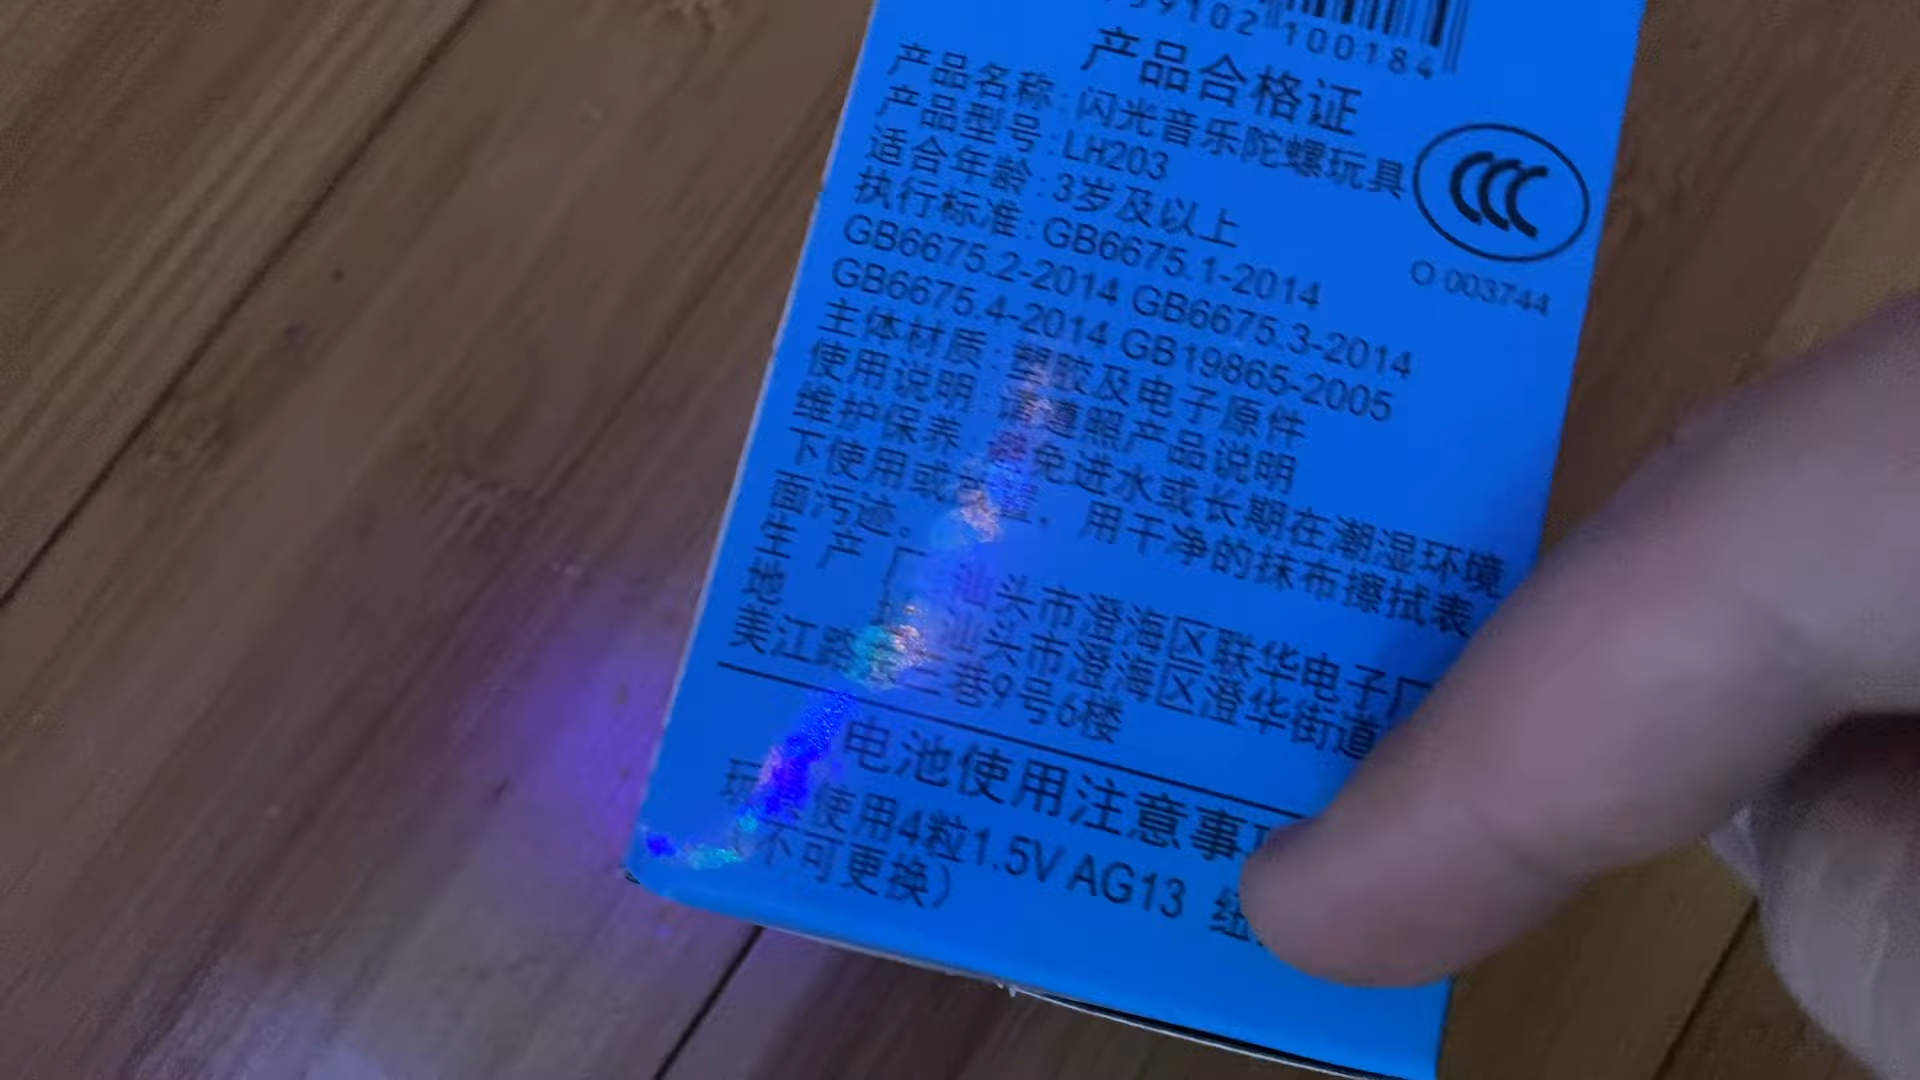 99102 100184
产品合格证
产品名称：闪光音乐陀螺玩具
产品型号：LH203
CCC
O 003744
适合年龄：3岁及以上
执行标准：GB6675.1-2014
GB6675.2-2014 GB6675.3-2014
GB6675.4-2014 GB19865-2005
主体材质：塑胶及电子原件
使用说明 请遵照产品说明
维护保养 免进水或长期在潮湿环境
下使用或 置，用干净的抹布擦拭表
面污迹。
生 产 厂 汕头市澄海区联华电子厂
地 汕头市澄海区澄华街道
美江路 二巷9号6楼
电池使用注意事
玩 使用4粒1.5V AG13 纽
不可更换）